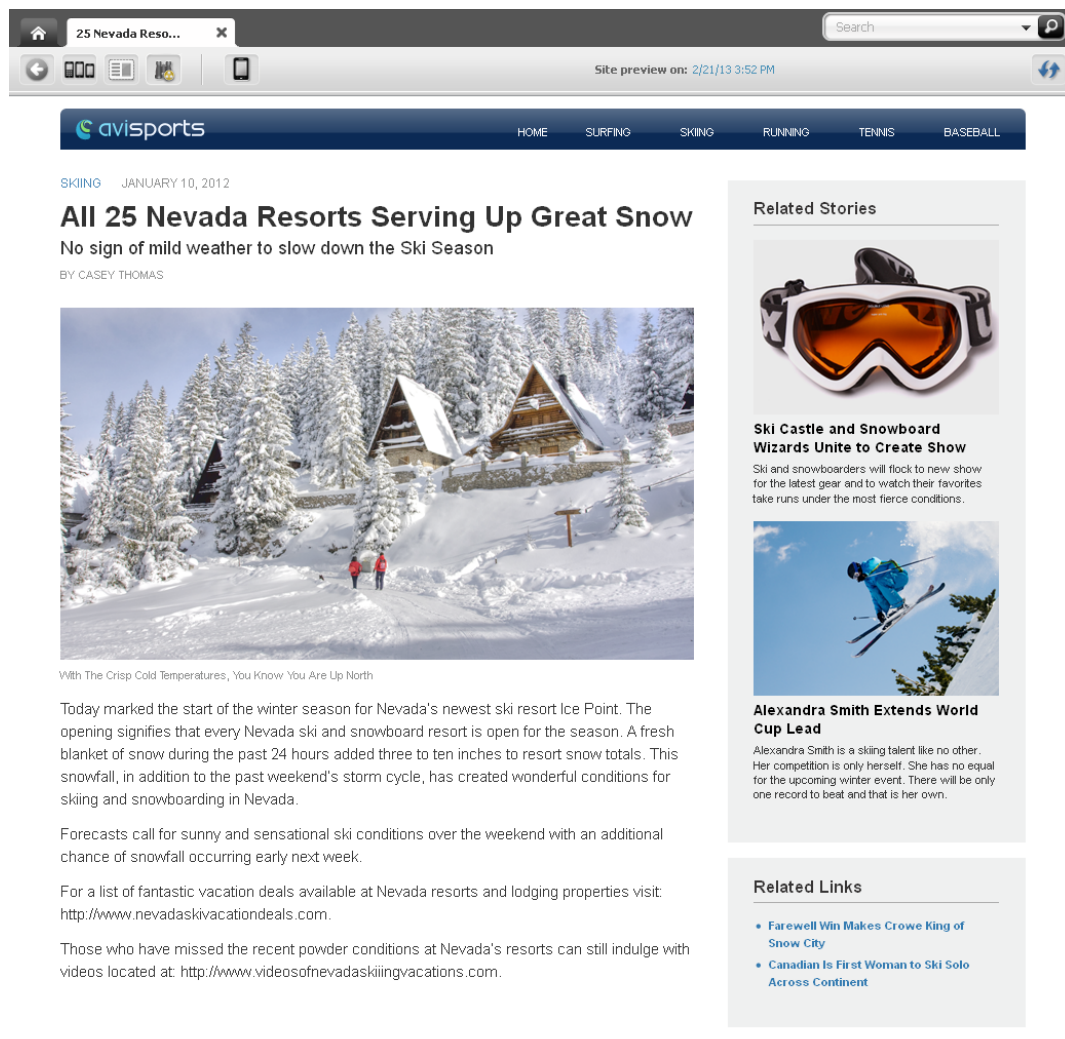 25 Nevada Reso...
Search
Site preview on: 2/21/13 3:52 PM
avisports
HOME SURFING SKIING RUNNING TENNIS BASEBALL
SKIING JANUARY 10, 2012
All 25 Nevada Resorts Serving Up Great Snow
No sign of mild weather to slow down the Ski Season
BY CASEY THOMAS
With The Crisp Cold Temperatures, You Know You Are Up North
Today marked the start of the winter season for Nevada's newest ski resort Ice Point. The
opening signifies that every Nevada ski and snowboard resort is open for the season. A fresh
blanket of snow during the past 24 hours added three to ten inches to resort snow totals. This
snowfall, in addition to the past weekend's storm cycle, has created wonderful conditions for
skiing and snowboarding in Nevada.
Forecasts call for sunny and sensational ski conditions over the weekend with an additional
chance of snowfall occurring early next week.
For a list of fantastic vacation deals available at Nevada resorts and lodging properties visit:
http://www.nevadaskivacationdeals.com.
Those who have missed the recent powder conditions at Nevada's resorts can still indulge with
videos located at: http://www.videosofnevadaskiiingvacations.com.
Related Stories
Ski Castle and Snowboard
Wizards Unite to Create Show
Ski and snowboarders will flock to new show
for the latest gear and to watch their favorites
take runs under the most fierce conditions.
Alexandra Smith Extends World
Cup Lead
Alexandra Smith is a skiing talent like no other.
Her competition is only herself. She has no equal
for the upcoming winter event. There will be only
one record to beat and that is her own.
Related Links
• Farewell Win Makes Crowe King of
Snow City
• Canadian Is First Woman to Ski Solo
Across Continent